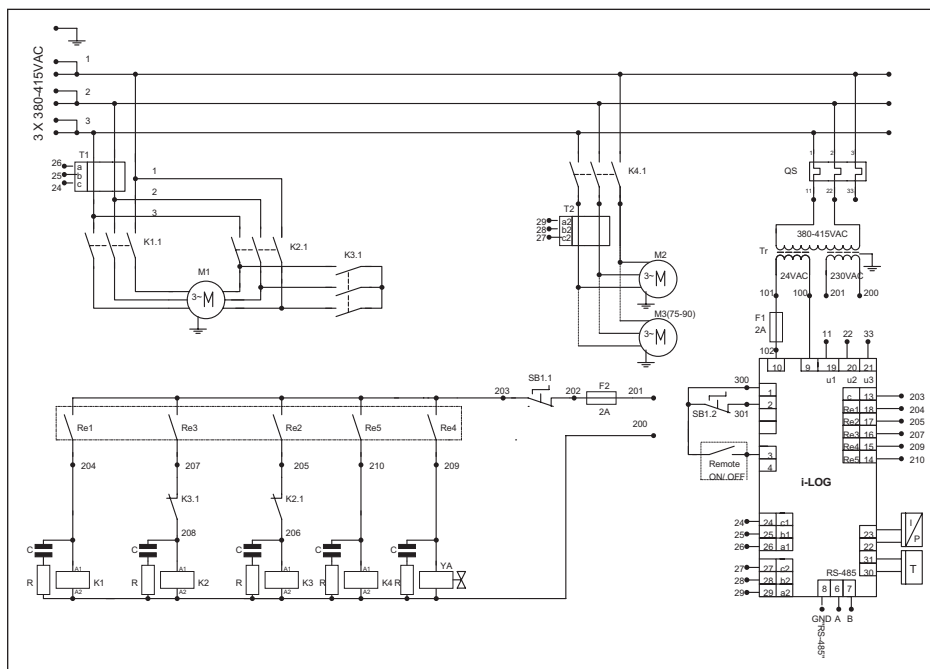 3 X 380-415VAC
1
2
3
T1
26 a
25 b
24 c
1
2
3
K1.1
K2.1
K3.1
M1
3~M
K4.1
T2
29 a2
28 b2
27 c2
M2
3~M
M3(75-90)
3~M
1 2 3
QS
11 22 33
380-415VAC
Tr
24VAC 230VAC
101 100 201 200
F1
2A
102
11 22 33
10 9 19 20 21
u1 u2 u3
203 SB1.1 202 F2 201
2A
200
Re1 Re3 Re2 Re5 Re4
204 207 205 210 209
K3.1 K2.1
208 206
C C C C C
R R R R R
A1 A1 A1 A1 YA
K1 K2 K3 K4
A2 A2 A2 A2
300
1
2
SB1.2 301
3
4
Remote
ON/ OFF
c 13 203
Re1 18 204
Re2 17 205
Re3 16 207
Re4 15 209
Re5 14 210
i-LOG
24 24 c1
25 25 b1
26 26 a1
27 27 c2
28 28 b2
29 29 a2
23 I
22 P
31 T
30
RS-485
8 6 7
GND A B
"RS-485"